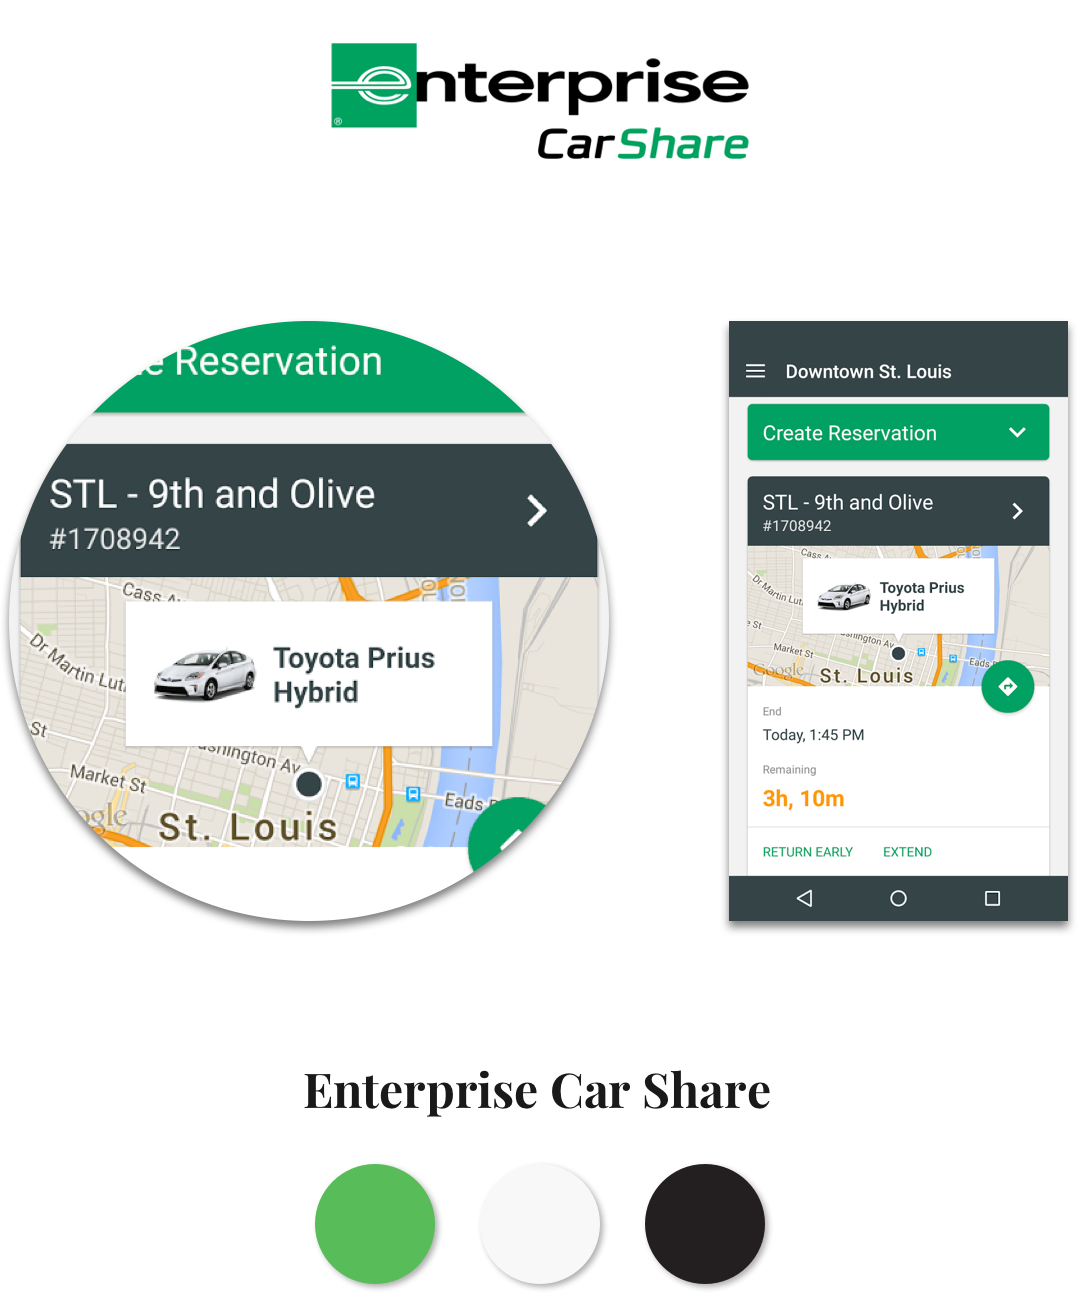 enterprise
®
CarShare
e Reservation
STL - 9th and Olive
#1708942
Cass Av
Dr Martin Lut
Toyota Prius
Hybrid
St
ashington Av
Market St
Eads
ogle
St. Louis
Downtown St. Louis
Create Reservation
STL - 9th and Olive
#1708942
Cass Av
Dr Martin Lut
Toyota Prius
Hybrid
e St
ashington Av
Market St
Eads
Google
St. Louis
End
Today, 1:45 PM
Remaining
3h, 10m
RETURN EARLY EXTEND
Enterprise Car Share